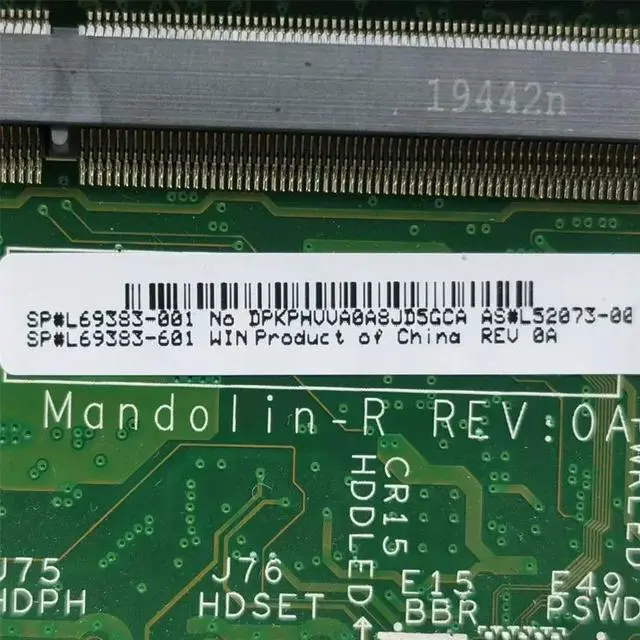 19442n
SP#L69383-001 No DPKPHVVA0A8JD5GCA AS#L52073-00
SP#L69383-601 WIN Product of China REV 0A
Mandolin-R REV:0A
CR15
HDDLED
WRLED
J75
HDPH
J76
HDSET
E15
BBR
E49
PSWD